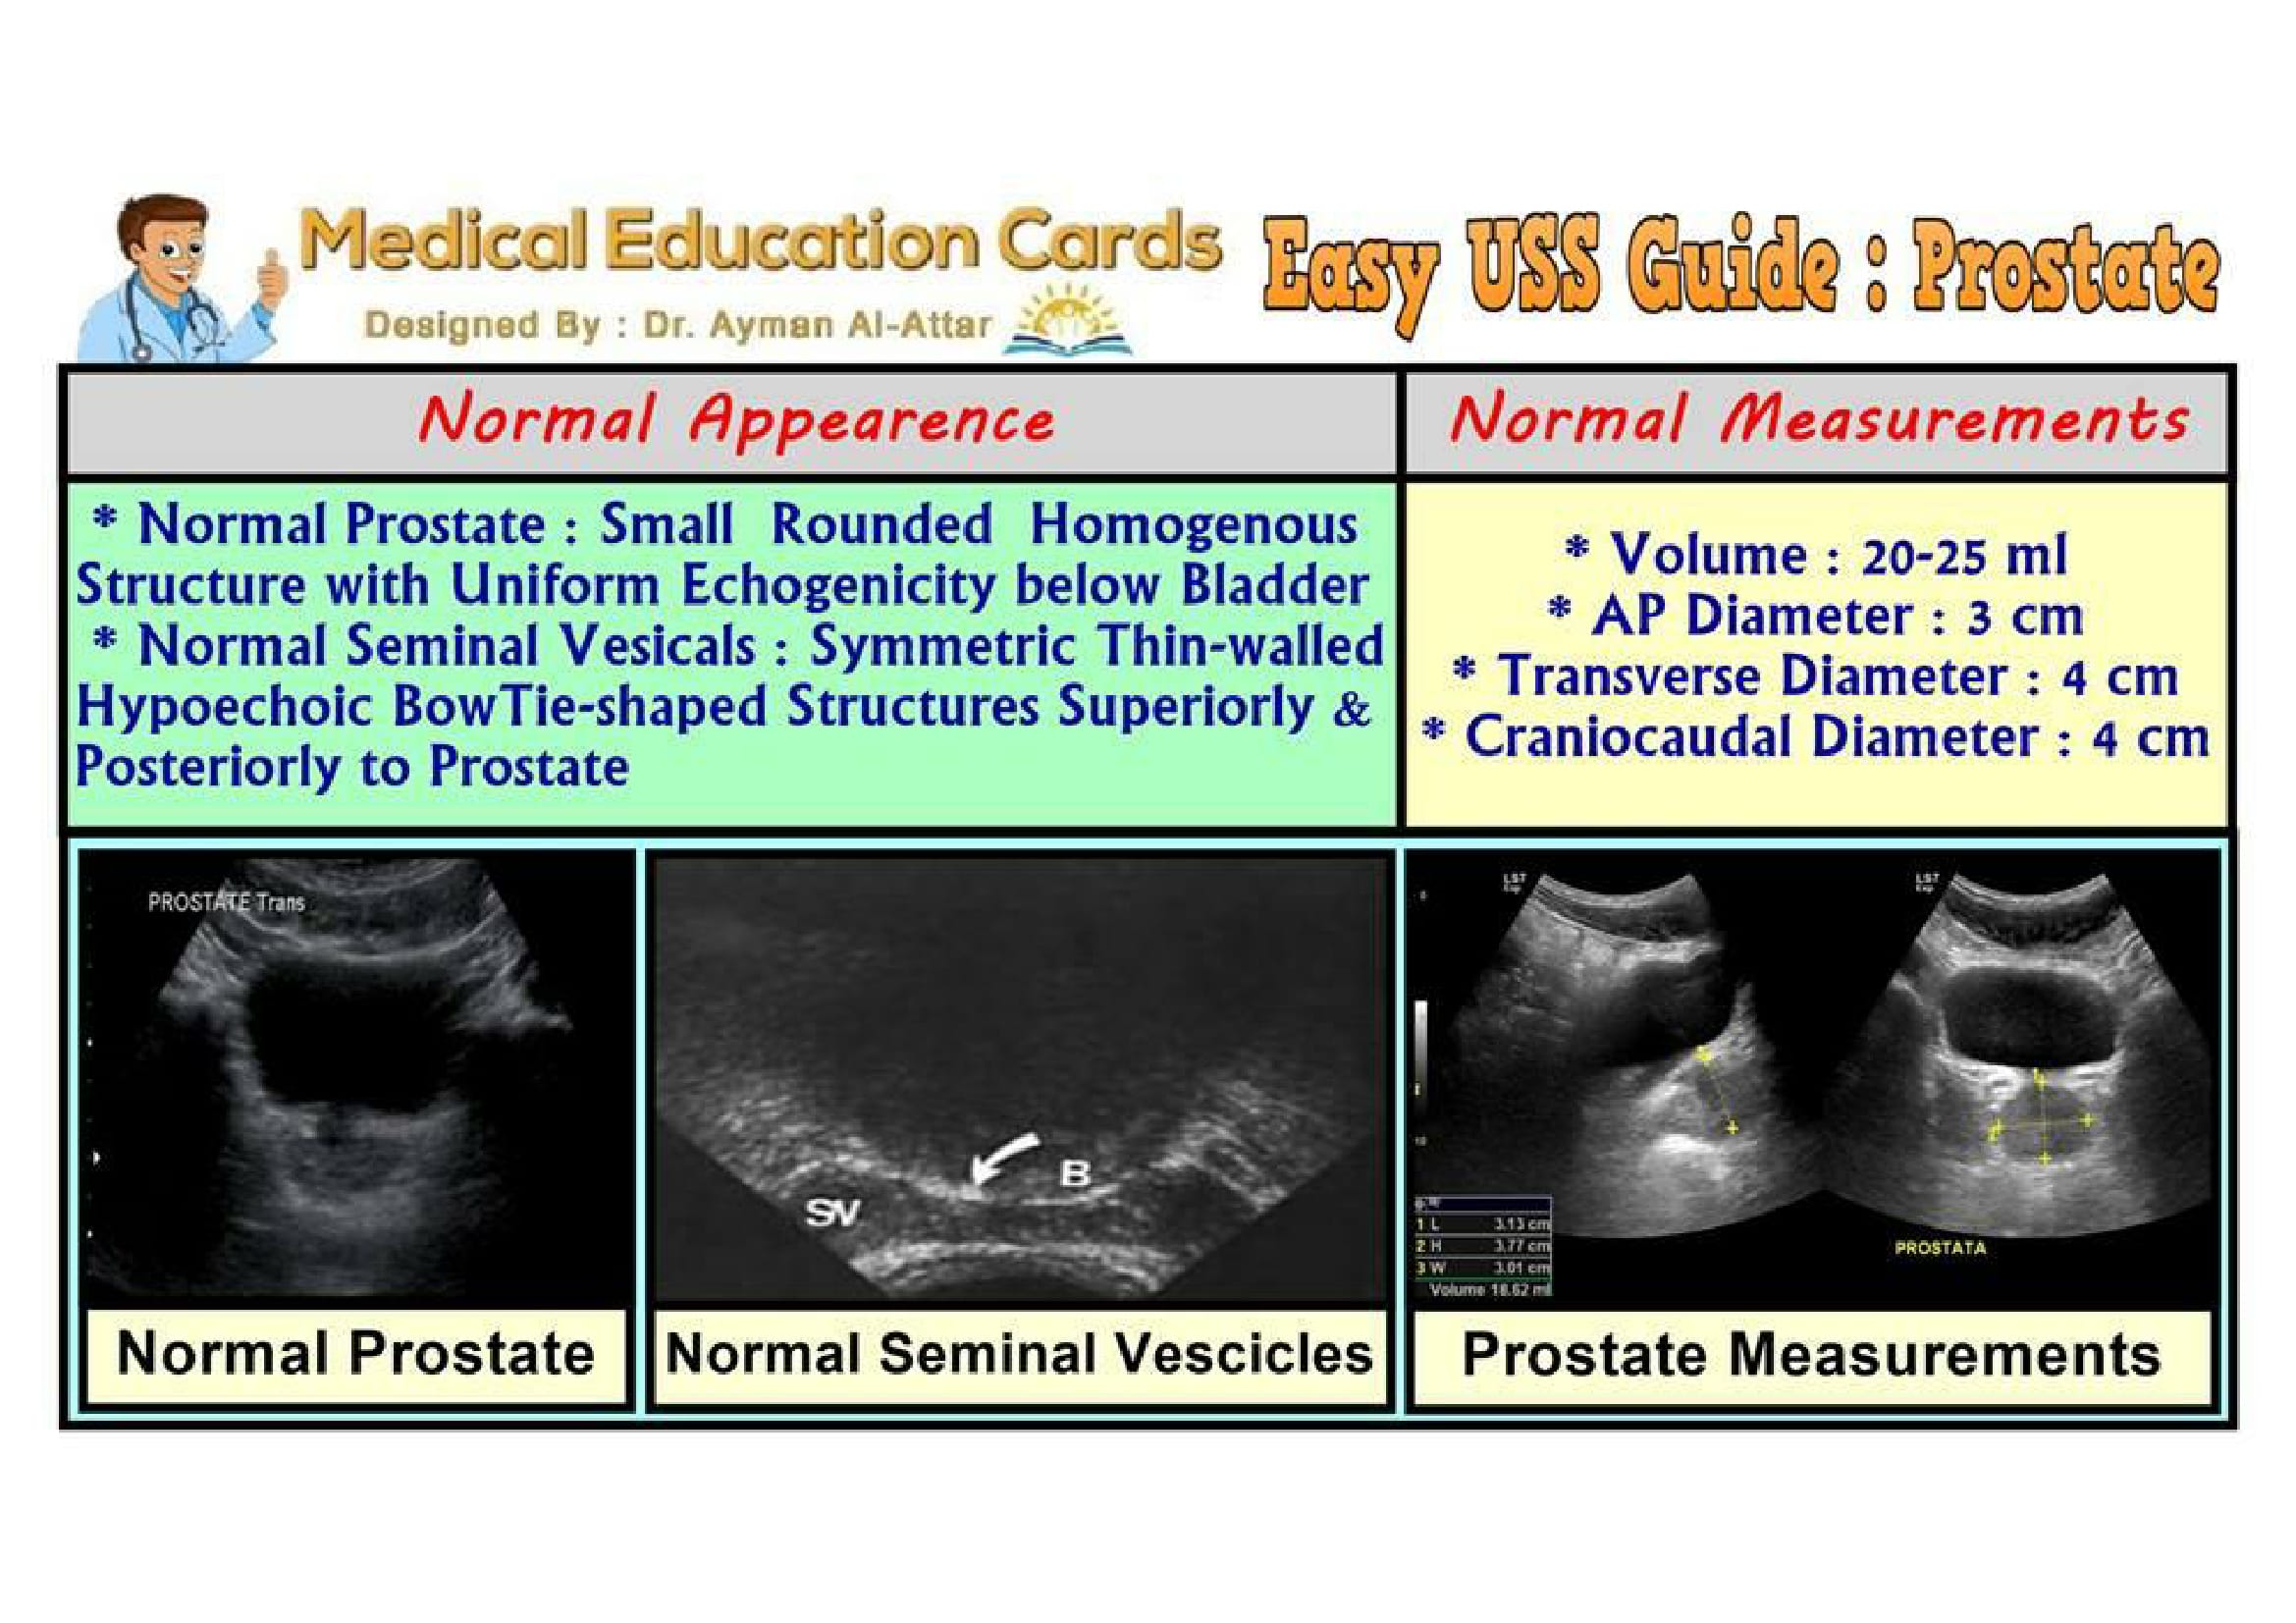 Medical Education Cards
Designed By : Dr. Ayman Al-Attar
Easy USS Guide : Prostate
Normal Appearence
* Normal Prostate : Small Rounded Homogenous
Structure with Uniform Echogenicity below Bladder
* Normal Seminal Vesicals : Symmetric Thin-walled
Hypoechoic BowTie-shaped Structures Superiorly &
Posteriorly to Prostate
Normal Measurements
* Volume : 20-25 ml
* AP Diameter : 3 cm
* Transverse Diameter : 4 cm
* Craniocaudal Diameter : 4 cm
PROSTATE Trans
Normal Prostate
SV
B
Normal Seminal Vescicles
LST
LST
1 L 3.13 cm
2 H 3.77 cm
3 W 3.01 cm
Volume 18.62 ml
PROSTATA
Prostate Measurements